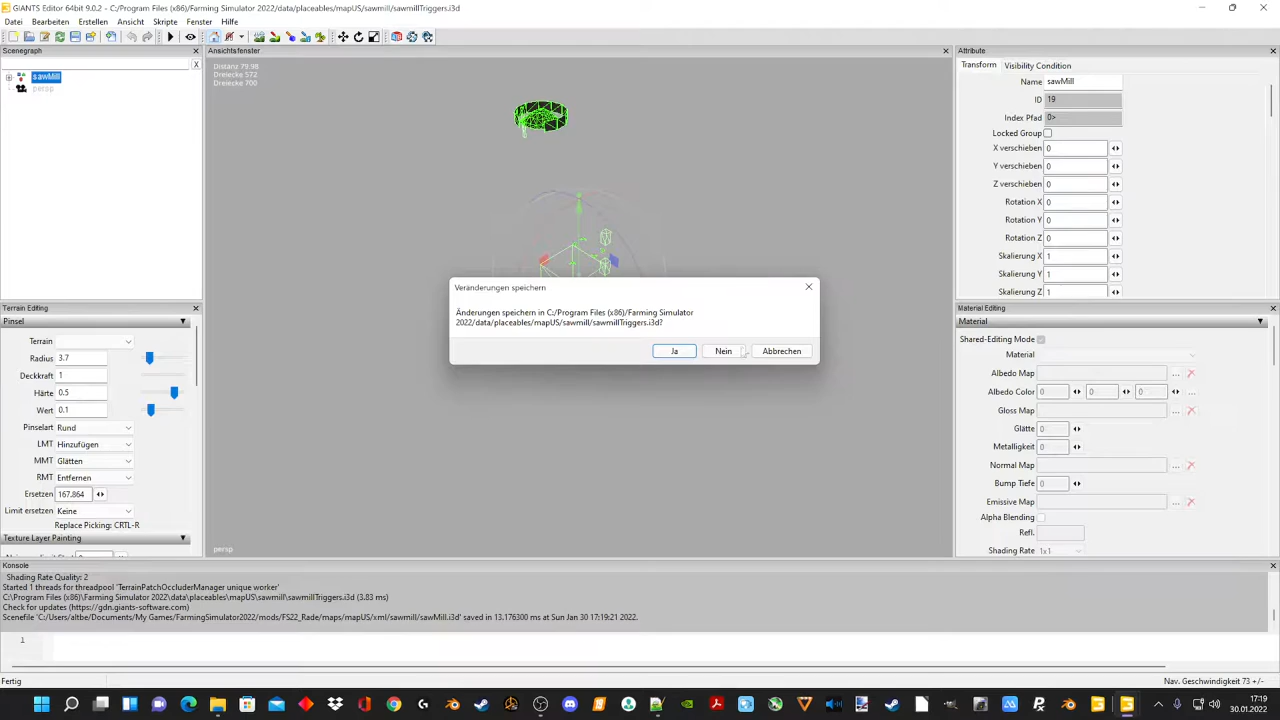 GIANTS Editor 64bit - 9.0.2 - C:/Program Files (x86)/Farming Simulator 2022/data/placeables/mapUS/sawmill/sawmillTriggers.i3d
Datei Bearbeiten Erstellen Ansicht Skripte Fenster Hilfe
Scenegraph
X
sawMill
persp
Ansichtsfenster
Distanz 79.98
Dreiecke 572
Dreiecke 700
persp
Veränderungen speichern
Änderungen speichern in C:/Program Files (x86)/Farming Simulator
2022/data/placeables/mapUS/sawmill/sawmillTriggers.i3d?
Ja Nein Abbrechen
Attribute
Transform Visibility Condition
Name sawMill
ID 19
Index Pfad 0>
Locked Group
X verschieben 0
Y verschieben 0
Z verschieben 0
Rotation X 0
Rotation Y 0
Rotation Z 0
Skalierung X 1
Skalierung Y 1
Skalierung Z 1
Terrain Editing
Pinsel
Terrain
Radius 3.7
Deckkraft 1
Härte 0.5
Wert 0.1
Pinselart Rund
LMT Hinzufügen
MMT Glätten
RMT Entfernen
Ersetzen 167.864
Limit ersetzen Keine
Replace Picking: CRTL-R
Texture Layer Painting
Material Editing
Material
Shared-Editing Mode
Material
Albedo Map ...
Albedo Color 0 0 0 ...
Gloss Map ...
Glätte 0
Metalligkeit 0
Normal Map ...
Bump Tiefe 0
Emissive Map ...
Alpha Blending
Refl.
Shading Rate 1x1
Konsole
Shading Rate Quality: 2
Started 1 threads for threadpool 'TerrainPatchOccluderManager unique worker'
C:\Program Files (x86)\Farming Simulator 2022\data\placeables\mapUS\sawmill\sawmillTriggers.i3d (3.83 ms)
Check for updates (https://gdn.giants-software.com)
Scenefile 'C:/Users/altbe/Documents/My Games/FarmingSimulator2022/mods/FS22_Rade/maps/mapUS/xml/sawmill/sawMill.i3d' saved in 13.176300 ms at Sun Jan 30 17:19:21 2022.
1
Fertig
Nav. Geschwindigkeit 73 +/-
17:19
30.01.2022